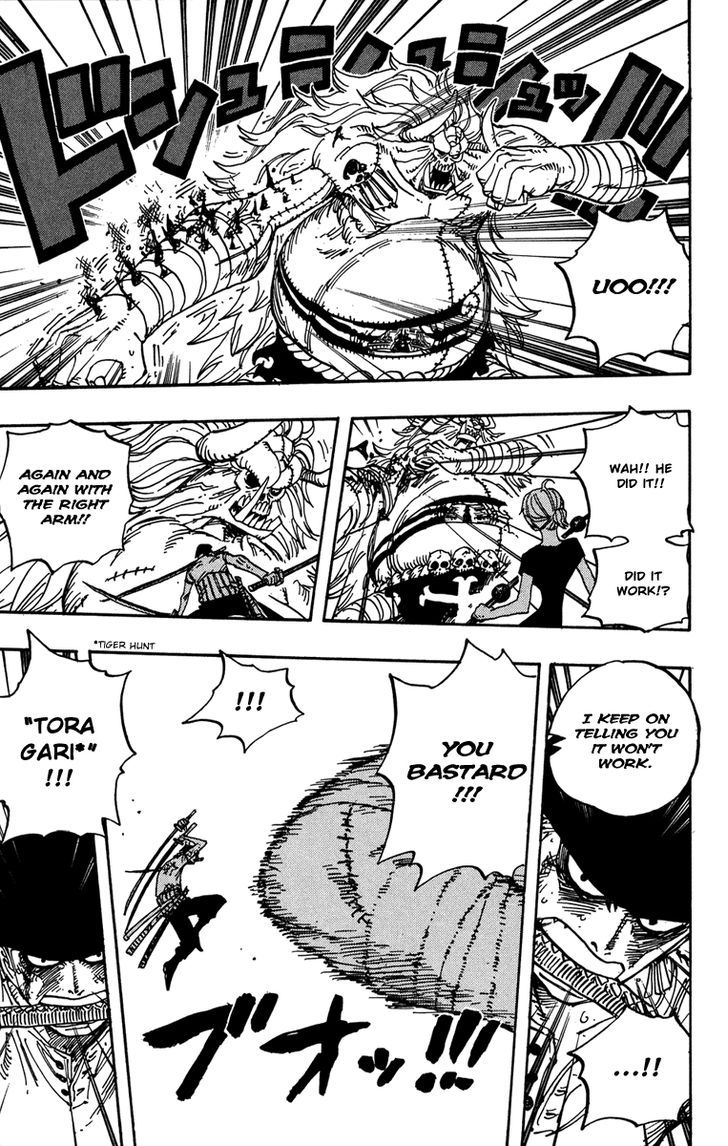 ドシュシュシュッドド
UOO!!!
WAH!! HE
DID IT!!
DID IT
WORK!?
AGAIN AND
AGAIN WITH
THE RIGHT
ARM!!
I KEEP ON
TELLING YOU
IT WON'T
WORK.
...!!
YOU
BASTARD
!!!
!!!
ブオッ!!!
*TIGER HUNT
"TORA
GARI*"
!!!